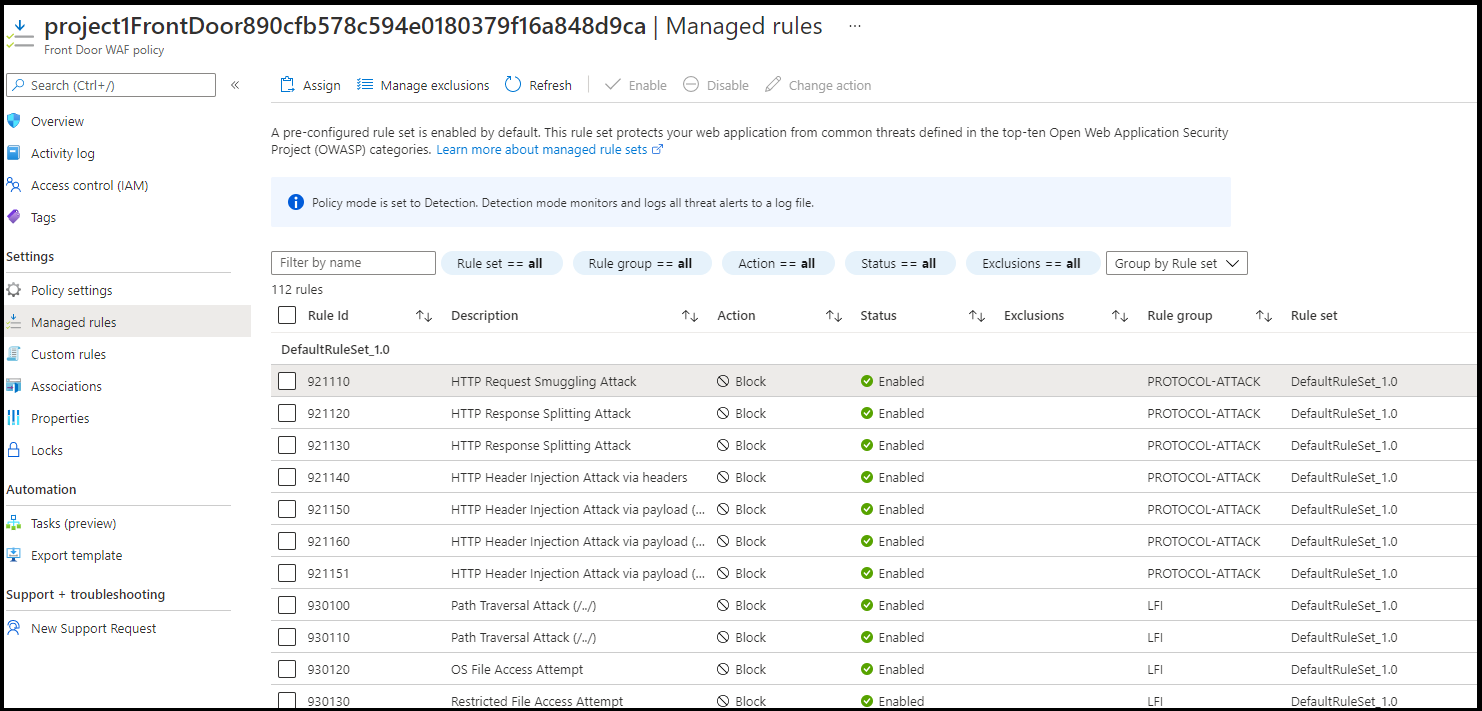 project1FrontDoor890cfb578c594e0180379f16a848d9ca | Managed rules ...
Front Door WAF policy
Search (Ctrl+/)
«
Overview
Activity log
Access control (IAM)
Tags
Settings
Policy settings
Managed rules
Custom rules
Associations
Properties
Locks
Automation
Tasks (preview)
Export template
Support + troubleshooting
New Support Request
Assign Manage exclusions Refresh Enable Disable Change action
A pre-configured rule set is enabled by default. This rule set protects your web application from common threats defined in the top-ten Open Web Application Security
Project (OWASP) categories. Learn more about managed rule sets
Policy mode is set to Detection. Detection mode monitors and logs all threat alerts to a log file.
Filter by name Rule set == all Rule group == all Action == all Status == all Exclusions == all Group by Rule set
112 rules
Rule Id ↑↓ Description ↑↓ Action ↑↓ Status ↑↓ Exclusions ↑↓ Rule group ↑↓ Rule set
DefaultRuleSet_1.0
921110 HTTP Request Smuggling Attack Block Enabled PROTOCOL-ATTACK DefaultRuleSet_1.0
921120 HTTP Response Splitting Attack Block Enabled PROTOCOL-ATTACK DefaultRuleSet_1.0
921130 HTTP Response Splitting Attack Block Enabled PROTOCOL-ATTACK DefaultRuleSet_1.0
921140 HTTP Header Injection Attack via headers Block Enabled PROTOCOL-ATTACK DefaultRuleSet_1.0
921150 HTTP Header Injection Attack via payload (... Block Enabled PROTOCOL-ATTACK DefaultRuleSet_1.0
921160 HTTP Header Injection Attack via payload (... Block Enabled PROTOCOL-ATTACK DefaultRuleSet_1.0
921151 HTTP Header Injection Attack via payload (... Block Enabled PROTOCOL-ATTACK DefaultRuleSet_1.0
930100 Path Traversal Attack (/../) Block Enabled LFI DefaultRuleSet_1.0
930110 Path Traversal Attack (/../) Block Enabled LFI DefaultRuleSet_1.0
930120 OS File Access Attempt Block Enabled LFI DefaultRuleSet_1.0
930130 Restricted File Access Attempt Block Enabled LFI DefaultRuleSet_1.0